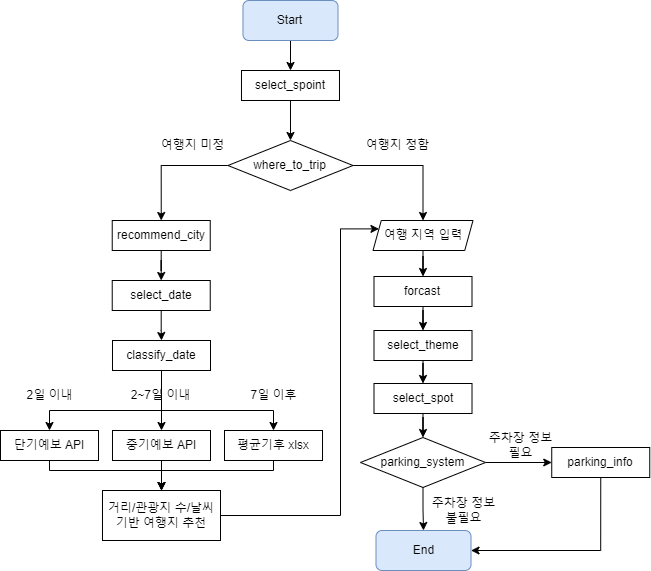 Start
select_spoint
여행지 미정
여행지 정함
where_to_trip
recommend_city
여행 지역 입력
select_date
forcast
classify_date
select_theme
2일 이내
2~7일 이내
7일 이후
select_spot
단기예보 API
중기예보 API
평균기후 xlsx
주차장 정보
필요
parking_system
parking_info
거리/관광지 수/날씨
기반 여행지 추천
주차장 정보
불필요
End